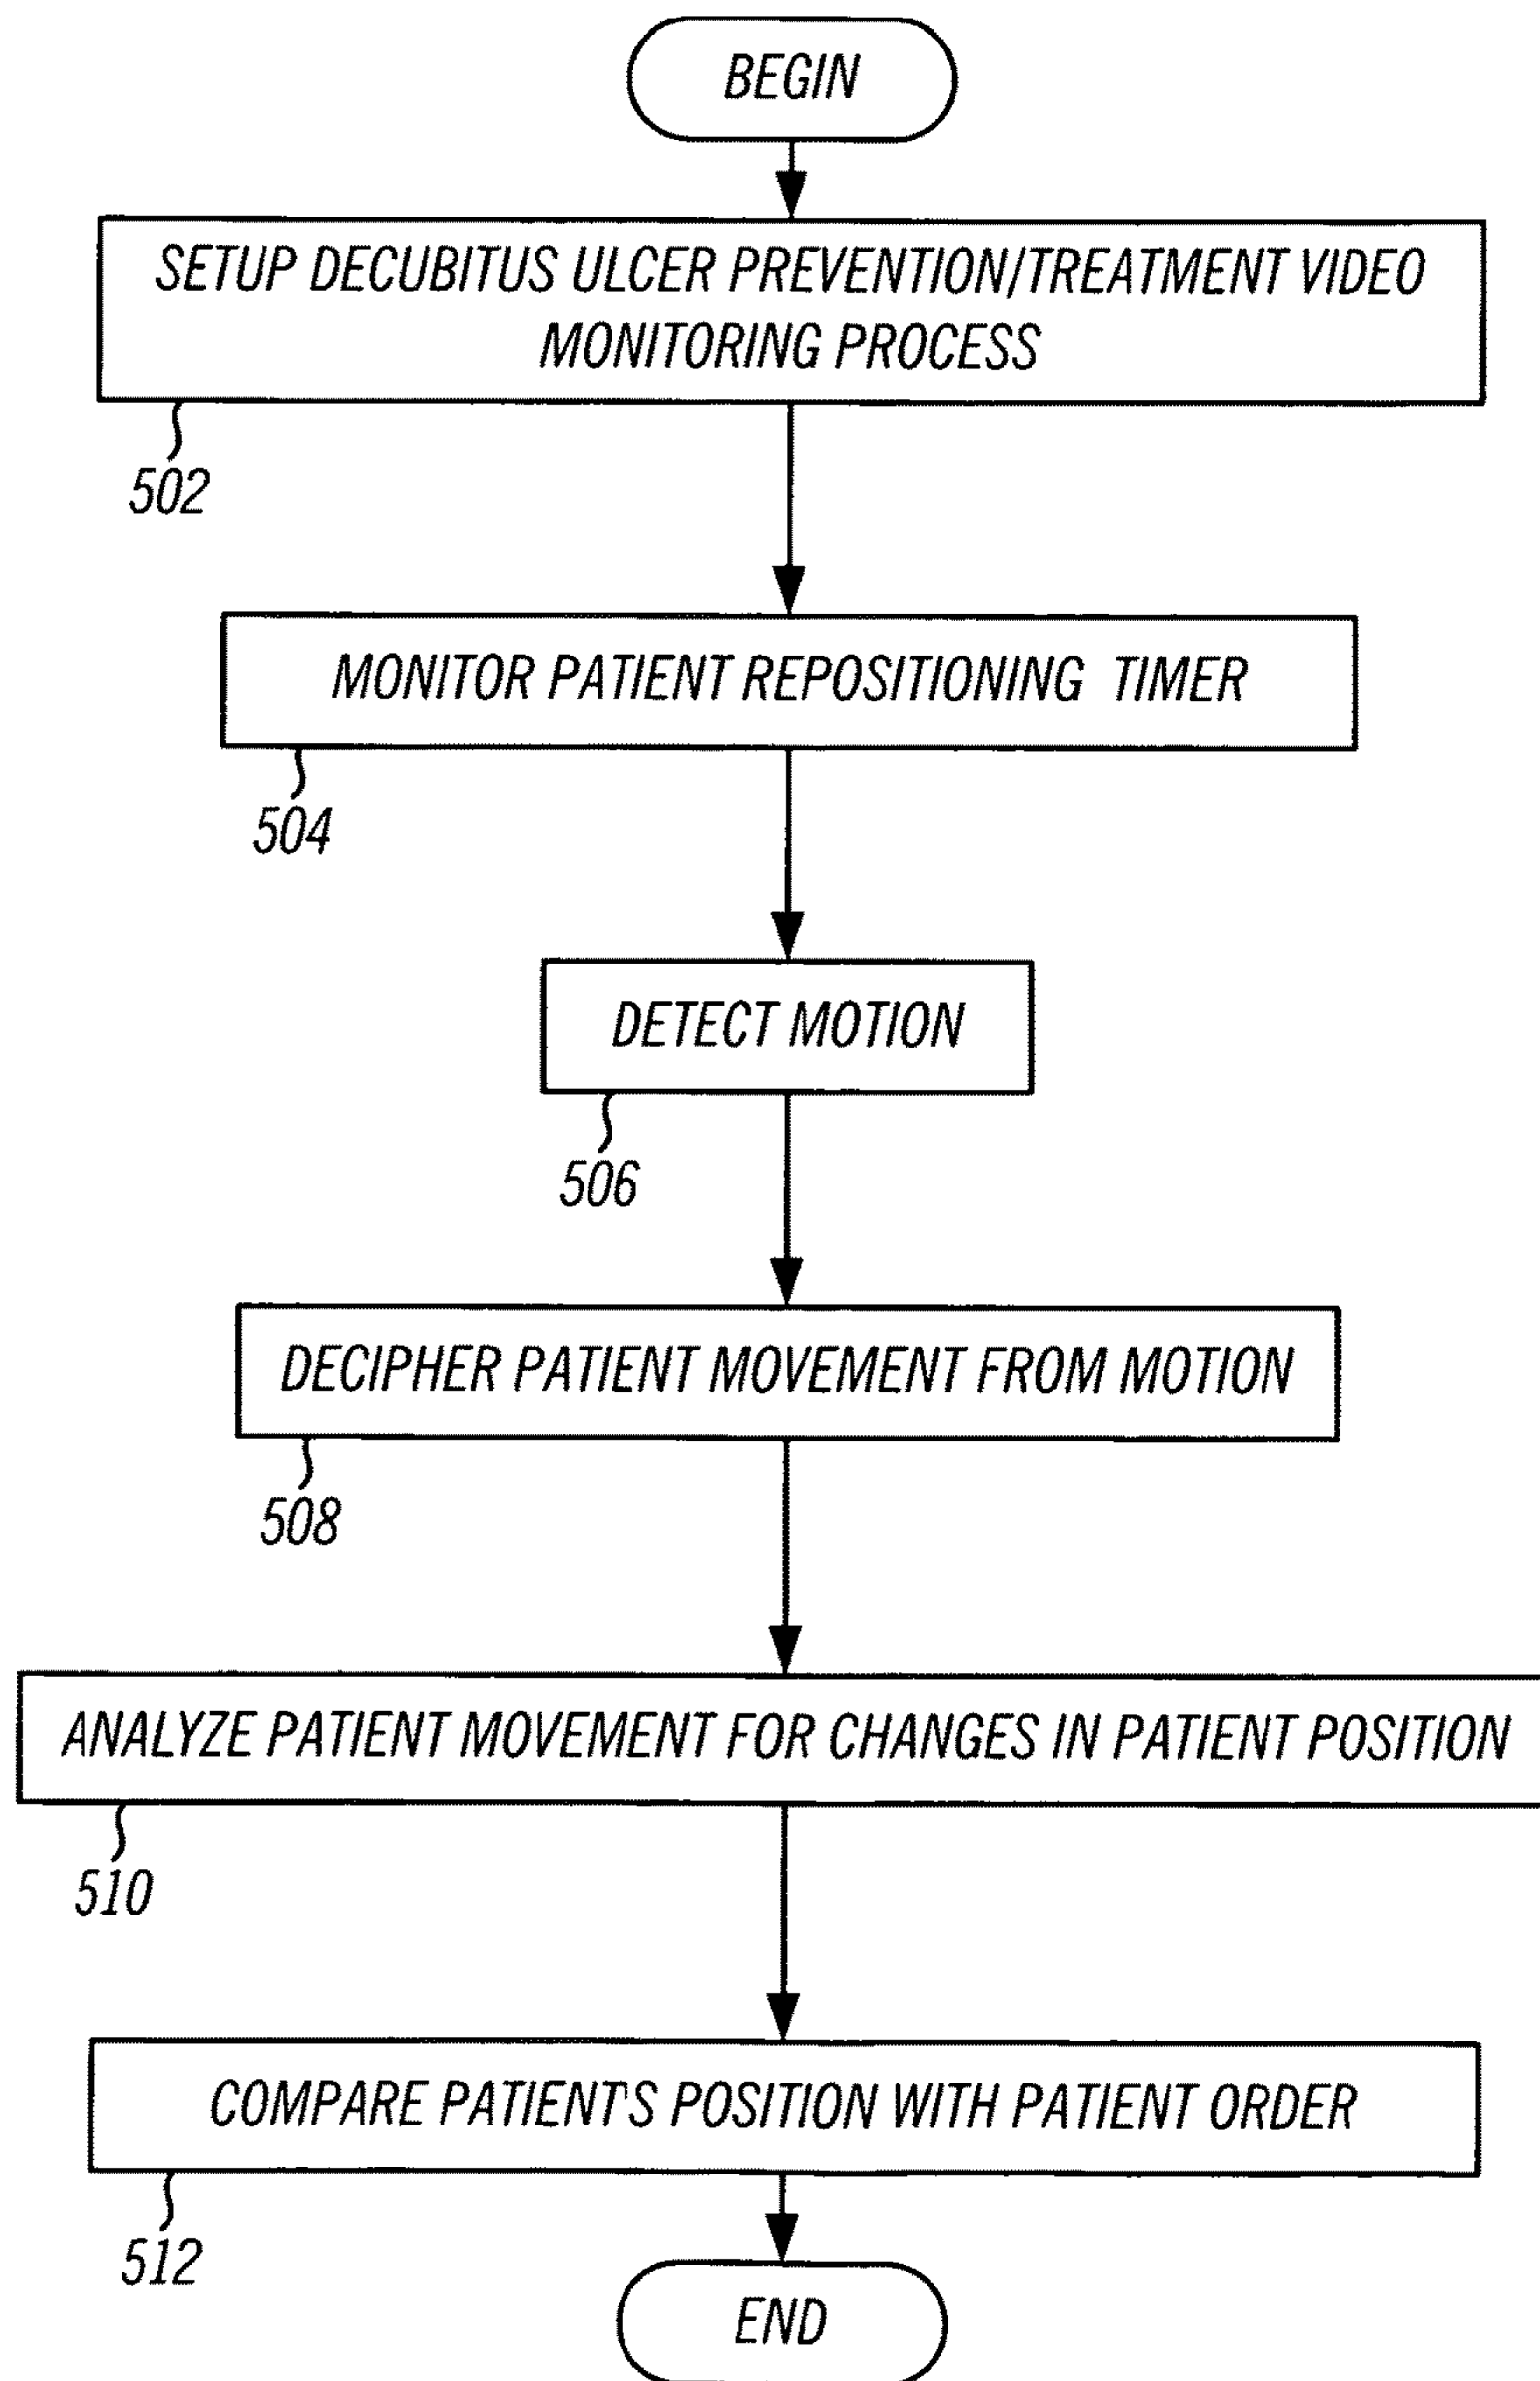 BEGIN
SETUP DECUBITUS ULCER PREVENTION/TREATMENT VIDEO
MONITORING PROCESS
502
MONITOR PATIENT REPOSITIONING TIMER
504
DETECT MOTION
506
DECIPHER PATIENT MOVEMENT FROM MOTION
508
ANALYZE PATIENT MOVEMENT FOR CHANGES IN PATIENT POSITION
510
COMPARE PATIENT'S POSITION WITH PATIENT ORDER
512
END